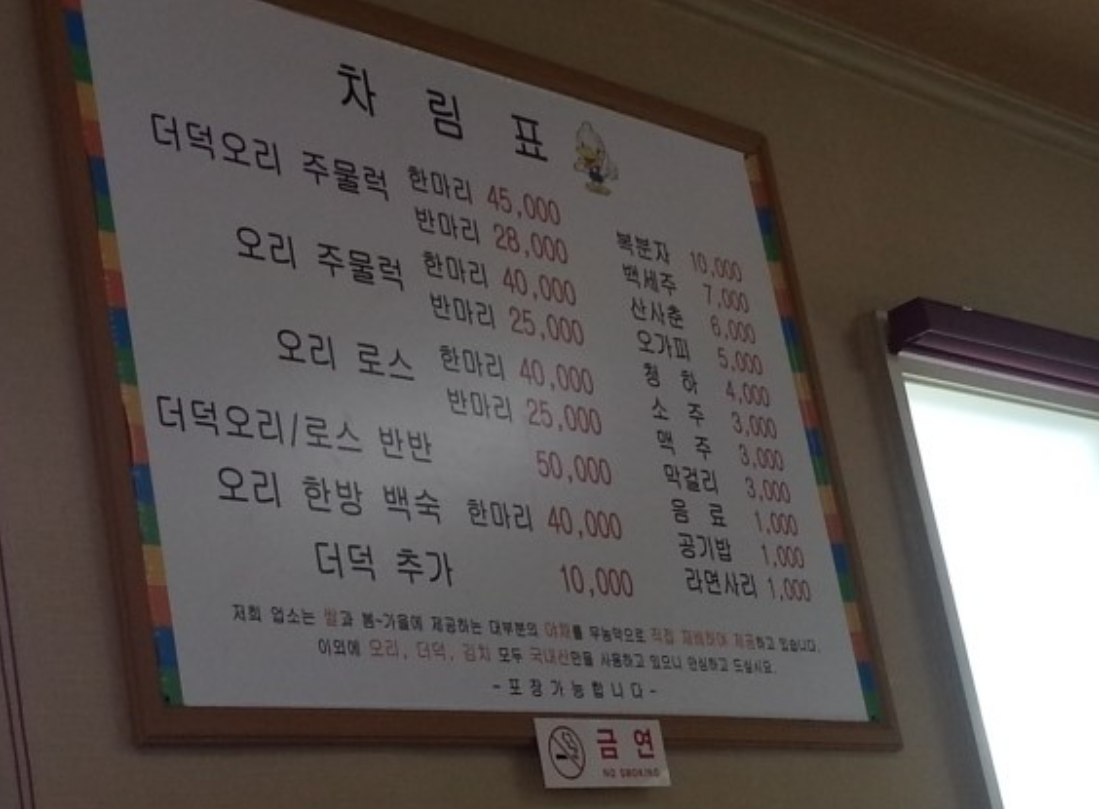 차림표
더덕오리 주물럭 한마리 45,000
반마리 28,000
오리 주물럭 한마리 40,000
반마리 25,000
오리 로스 한마리 40,000
반마리 25,000
더덕오리/로스 반반 50,000
오리 한방 백숙 한마리 40,000
더덕 추가 10,000
복분자 10,000
백세주 7,000
산사춘 6,000
오가피 5,000
청하 4,000
소주 3,000
맥주 3,000
막걸리 3,000
음료 1,000
공기밥 1,000
라면사리 1,000
저희 업소는 쌀과 봄~가을에 제공하는 대부분의 야채를 무농약으로 직접 재배하여 제공하고 있습니다.
이외에 오리, 더덕, 김치 모두 국내산만을 사용하고 있으니 안심하고 드십시요.
-포장가능합니다-
금연
NO SMOKING